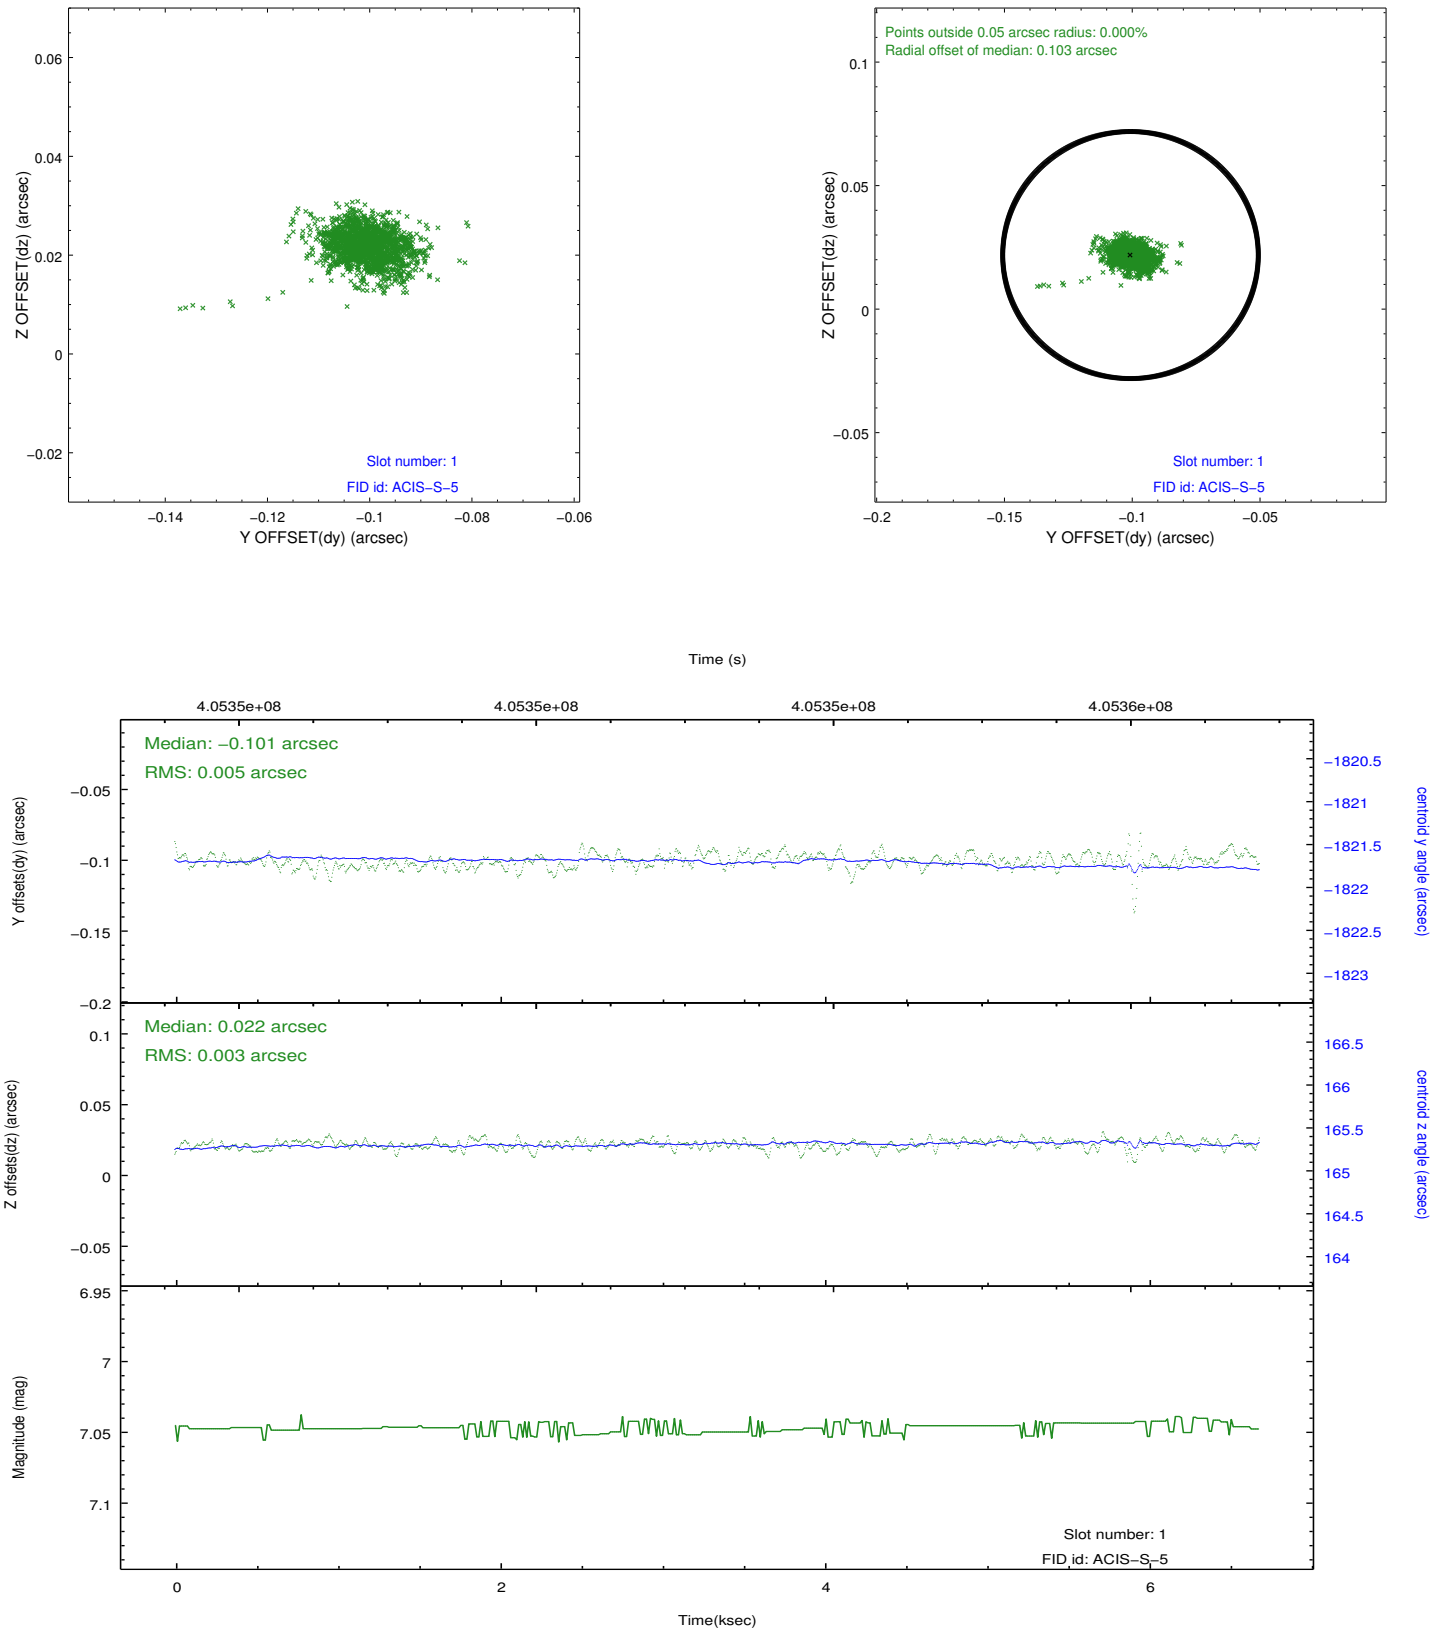 0.06
0.04
0.02
0
−0.02
Z OFFSET(dz) (arcsec)
Slot number: 1
FID id: ACIS−S−5
−0.14
−0.12
−0.1
−0.08
−0.06
Y OFFSET(dy) (arcsec)
Points outside 0.05 arcsec radius: 0.000%
Radial offset of median: 0.103 arcsec
0.1
0.05
0
−0.05
Z OFFSET(dz) (arcsec)
Slot number: 1
FID id: ACIS−S−5
−0.2
−0.15
−0.1
−0.05
Y OFFSET(dy) (arcsec)
Time (s)
4.0535e+08
4.0535e+08
4.0535e+08
4.0536e+08
Median: −0.101 arcsec
RMS: 0.005 arcsec
−0.05
−0.1
−0.15
−0.2
Y offsets(dy) (arcsec)
−1820.5
−1821
−1821.5
−1822
−1822.5
−1823
centroid y angle (arcsec)
Median: 0.022 arcsec
RMS: 0.003 arcsec
0.1
0.05
0
−0.05
Z offsets(dz) (arcsec)
166.5
166
165.5
165
164.5
164
centroid z angle (arcsec)
6.95
7
7.05
7.1
Magnitude (mag)
Slot number: 1
FID id: ACIS−S−5
0
2
4
6
Time(ksec)